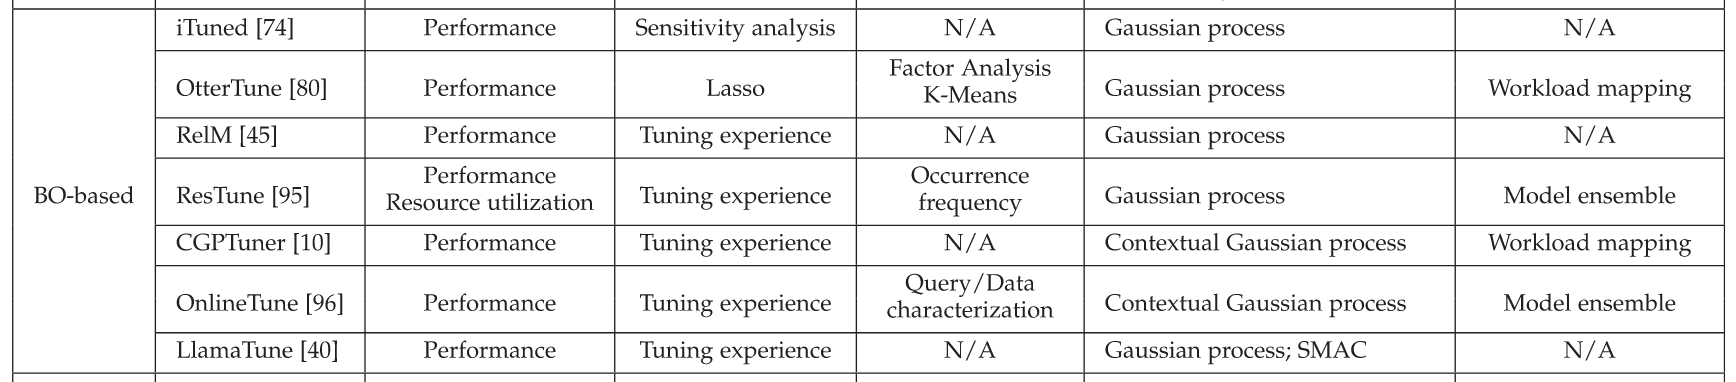 iTuned [74] Performance Sensitivity analysis N/A Gaussian process N/A
OtterTune [80] Performance Lasso Factor Analysis K-Means Gaussian process Workload mapping
RelM [45] Performance Tuning experience N/A Gaussian process N/A
BO-based ResTune [95] Performance Resource utilization Tuning experience Occurrence frequency Gaussian process Model ensemble
CGPTuner [10] Performance Tuning experience N/A Contextual Gaussian process Workload mapping
OnlineTune [96] Performance Tuning experience Query/Data characterization Contextual Gaussian process Model ensemble
LlamaTune [40] Performance Tuning experience N/A Gaussian process; SMAC N/A